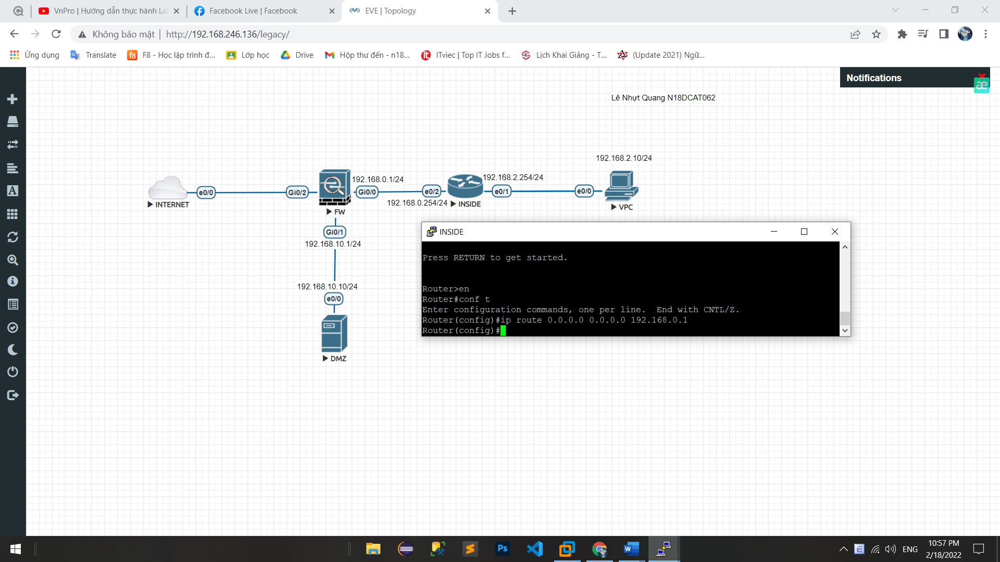 VnPro | Hướng dẫn thực hành La
Facebook Live | Facebook
EVE | Topology
Không bảo mật | http://192.168.246.136/legacy/
Ứng dụng
Translate
F8 - Học lập trình đ...
Lớp học
Drive
Hộp thư đến - n18...
ITviec | Top IT Jobs f...
Lịch Khai Giảng - T...
(Update 2021) Ngữ...
Notifications
æ
Lê Nhựt Quang N18DCAT062
192.168.2.10/24
192.168.0.1/24
192.168.2.254/24
e0/0
Gi0/2
Gi0/0
e0/2
e0/1
e0/0
192.168.0.254/24
INTERNET
FW
INSIDE
VPC
Gi0/1
192.168.10.1/24
192.168.10.10/24
e0/0
DMZ
INSIDE
Press RETURN to get started.
Router>en
Router#conf t
Enter configuration commands, one per line.  End with CNTL/Z.
Router(config)#ip route 0.0.0.0 0.0.0.0 192.168.0.1
Router(config)#
Ps
ENG
10:57 PM
2/18/2022